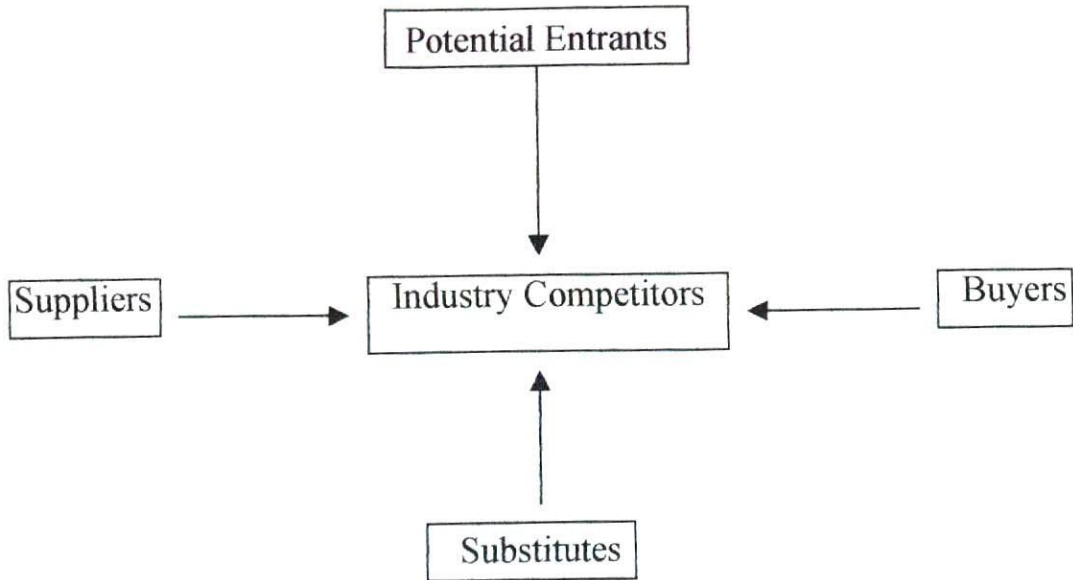 Potential Entrants
Suppliers
Industry Competitors
Buyers
Substitutes